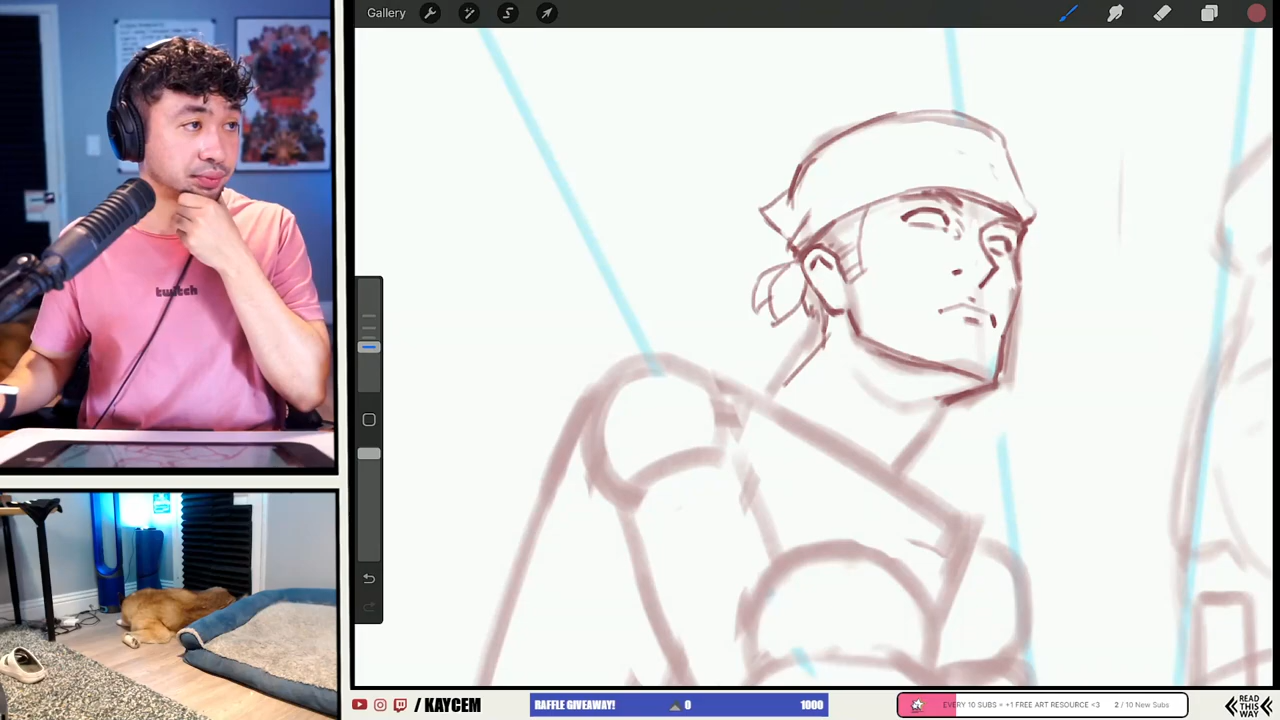 Gallery
twitch
/ KAYCEM
RAFFLE GIVEAWAY!
0
1000
EVERY 10 SUBS = +1 FREE ART RESOURCE <3
2 / 10 New Subs
READ
THIS
WAY